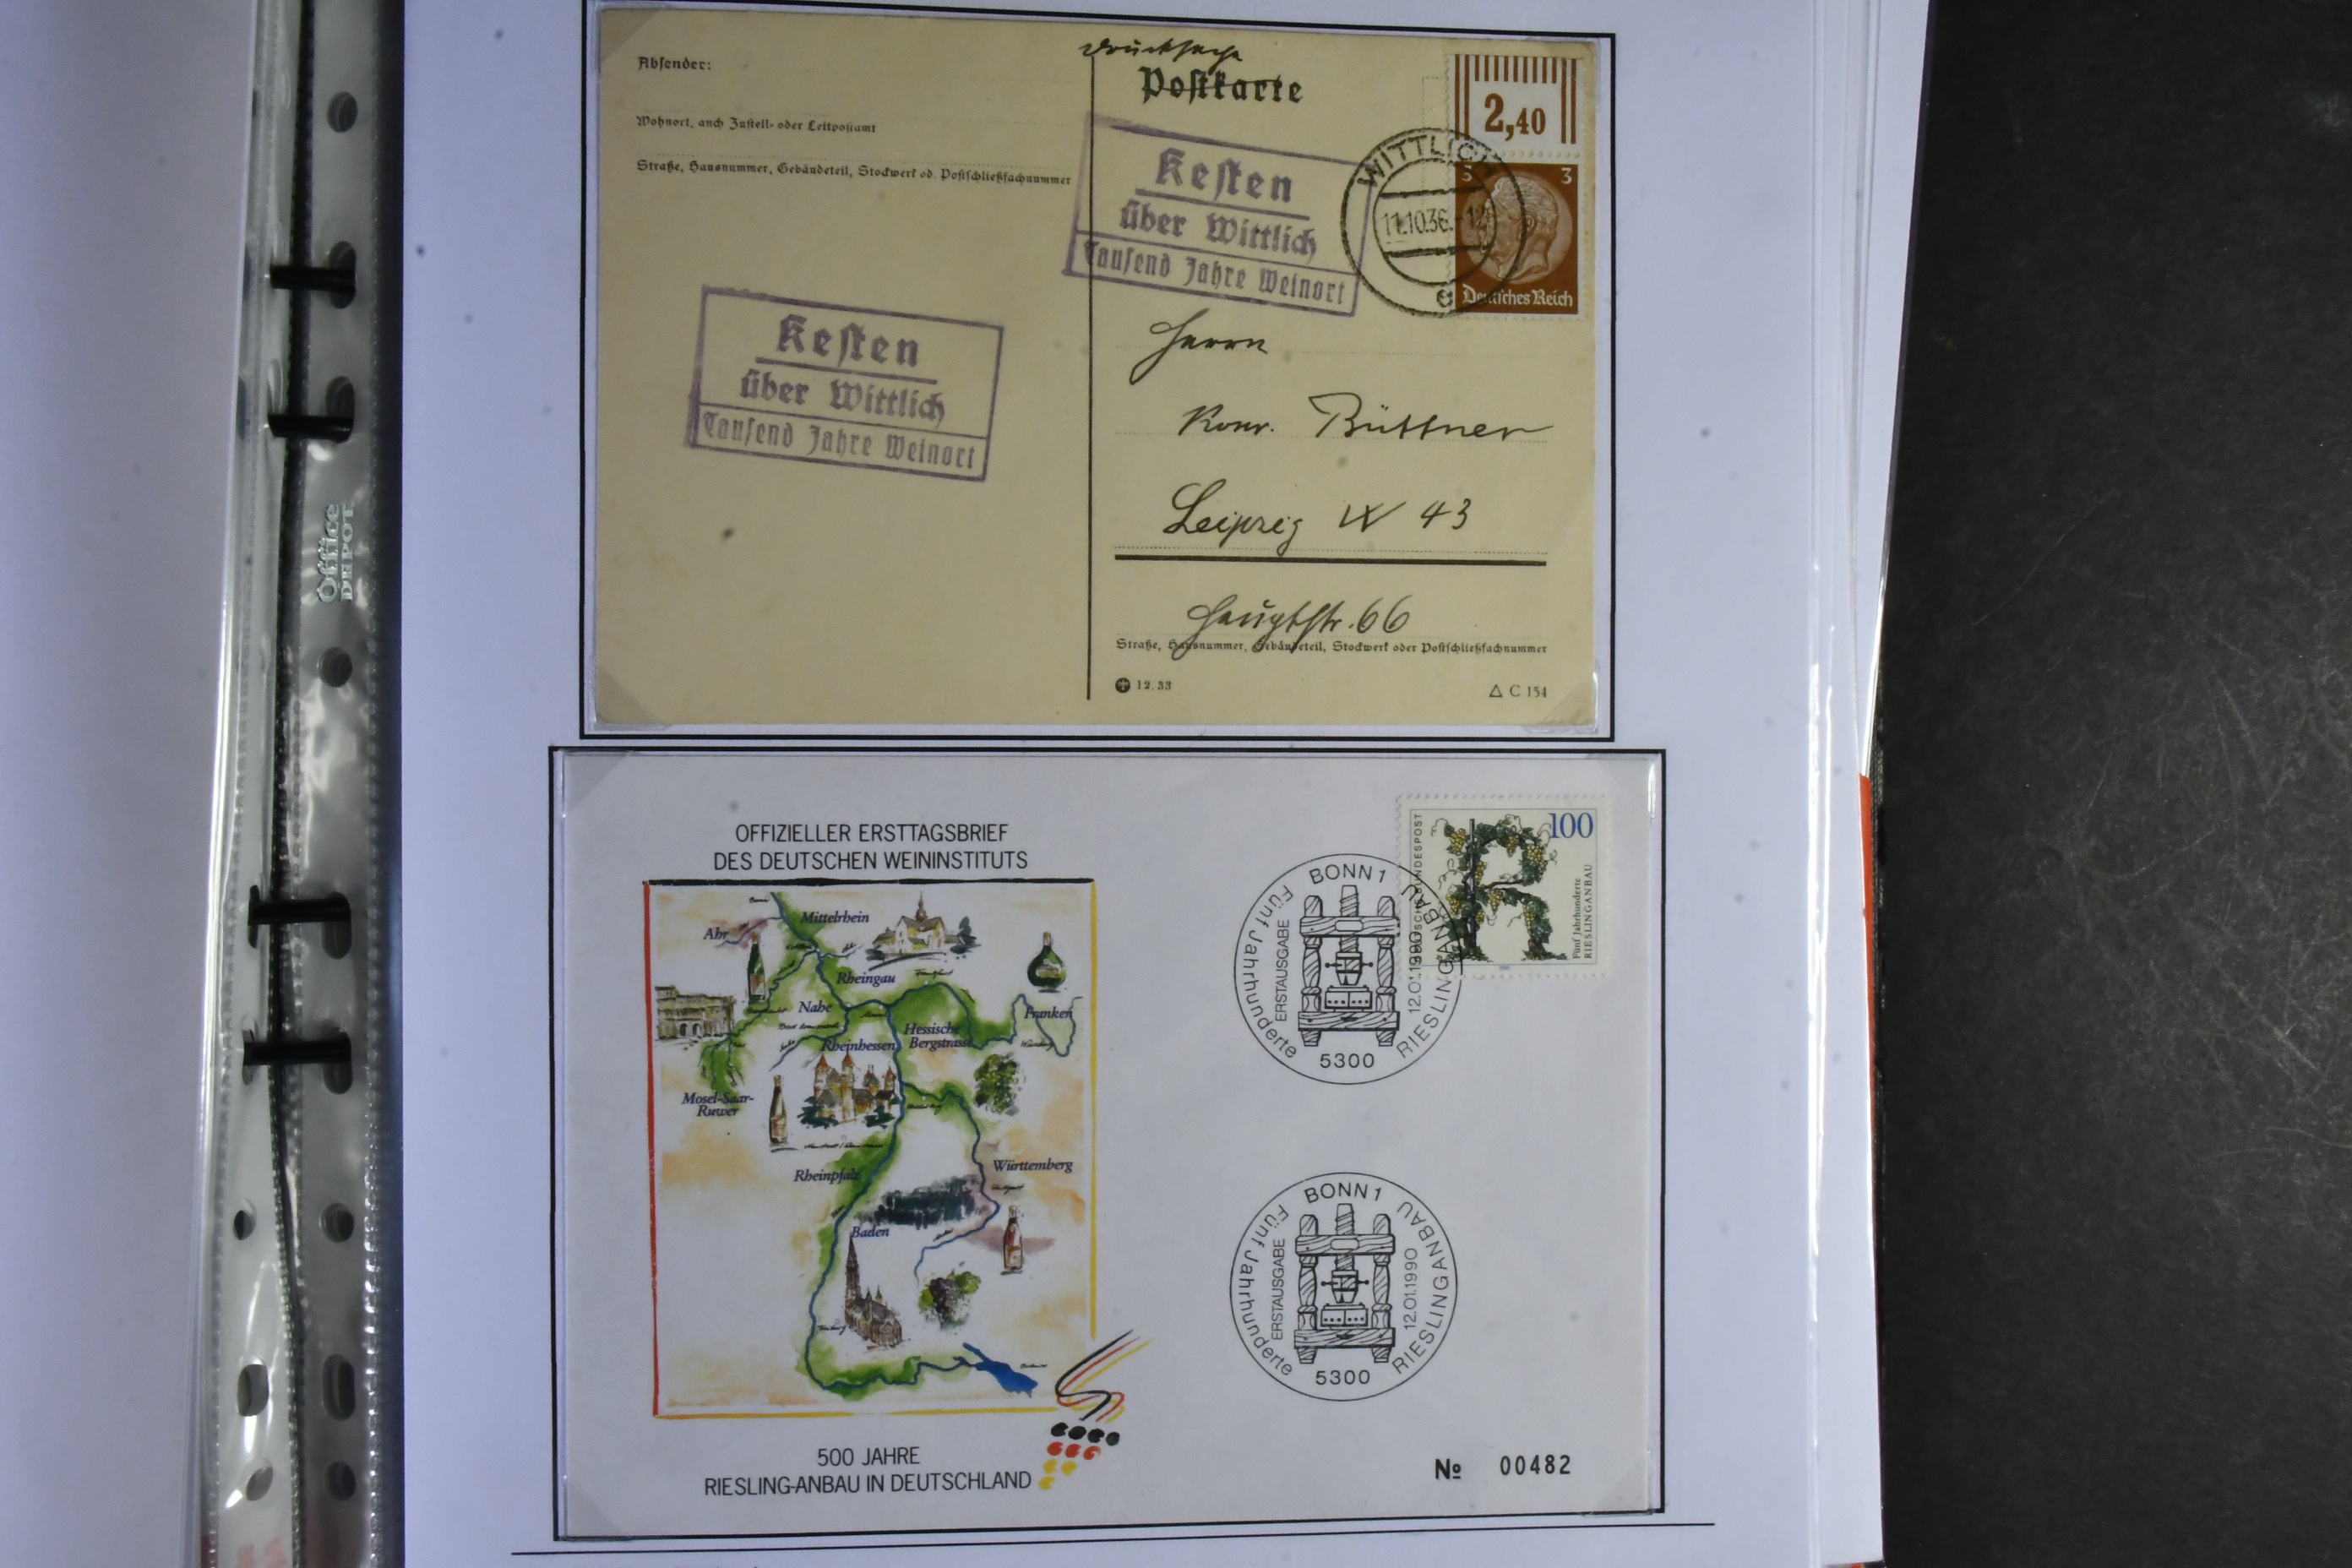 Office
DEPOT
Absender:
Wohnort, auch Zustell- oder Leitpostamt
Straße, Hausnummer, Gebäudeteil, Stockwerk od. Postschließfachnummer
Drucksache
Postkarte
2,40
3 3
Deutsches Reich
WITTLICH
11.10.36.-12
e
Kesten
über Wittlich
Tausend Jahre Weinort
Kesten
über Wittlich
Tausend Jahre Weinort
Herrn
Konr. Büttner
Leipzig W 43
Hauptstr. 66
Straße, Hausnummer, Gebäudeteil, Stockwerk oder Postschließfachnummer
12.33
C 154
OFFIZIELLER ERSTTAGSBRIEF
DES DEUTSCHEN WEININSTITUTS
Mittelrhein
Ahr
Rheingau
Nahe
Franken
Hessische
Bergstrasse
Rheinhessen
Mosel-Saar-
Ruwer
Rheinpfalz
Württemberg
Baden
500 JAHRE
RIESLING-ANBAU IN DEUTSCHLAND
100
DEUTSCHE BUNDESPOST
Fünf Jahrhunderte
RIESLINGANBAU
BONN 1
Fünf Jahrhunderte RIESLINGANBAU
ERSTAUSGABE
12.01.1990
5300
BONN 1
Fünf Jahrhunderte RIESLINGANBAU
ERSTAUSGABE
12.01.1990
5300
№ 00482